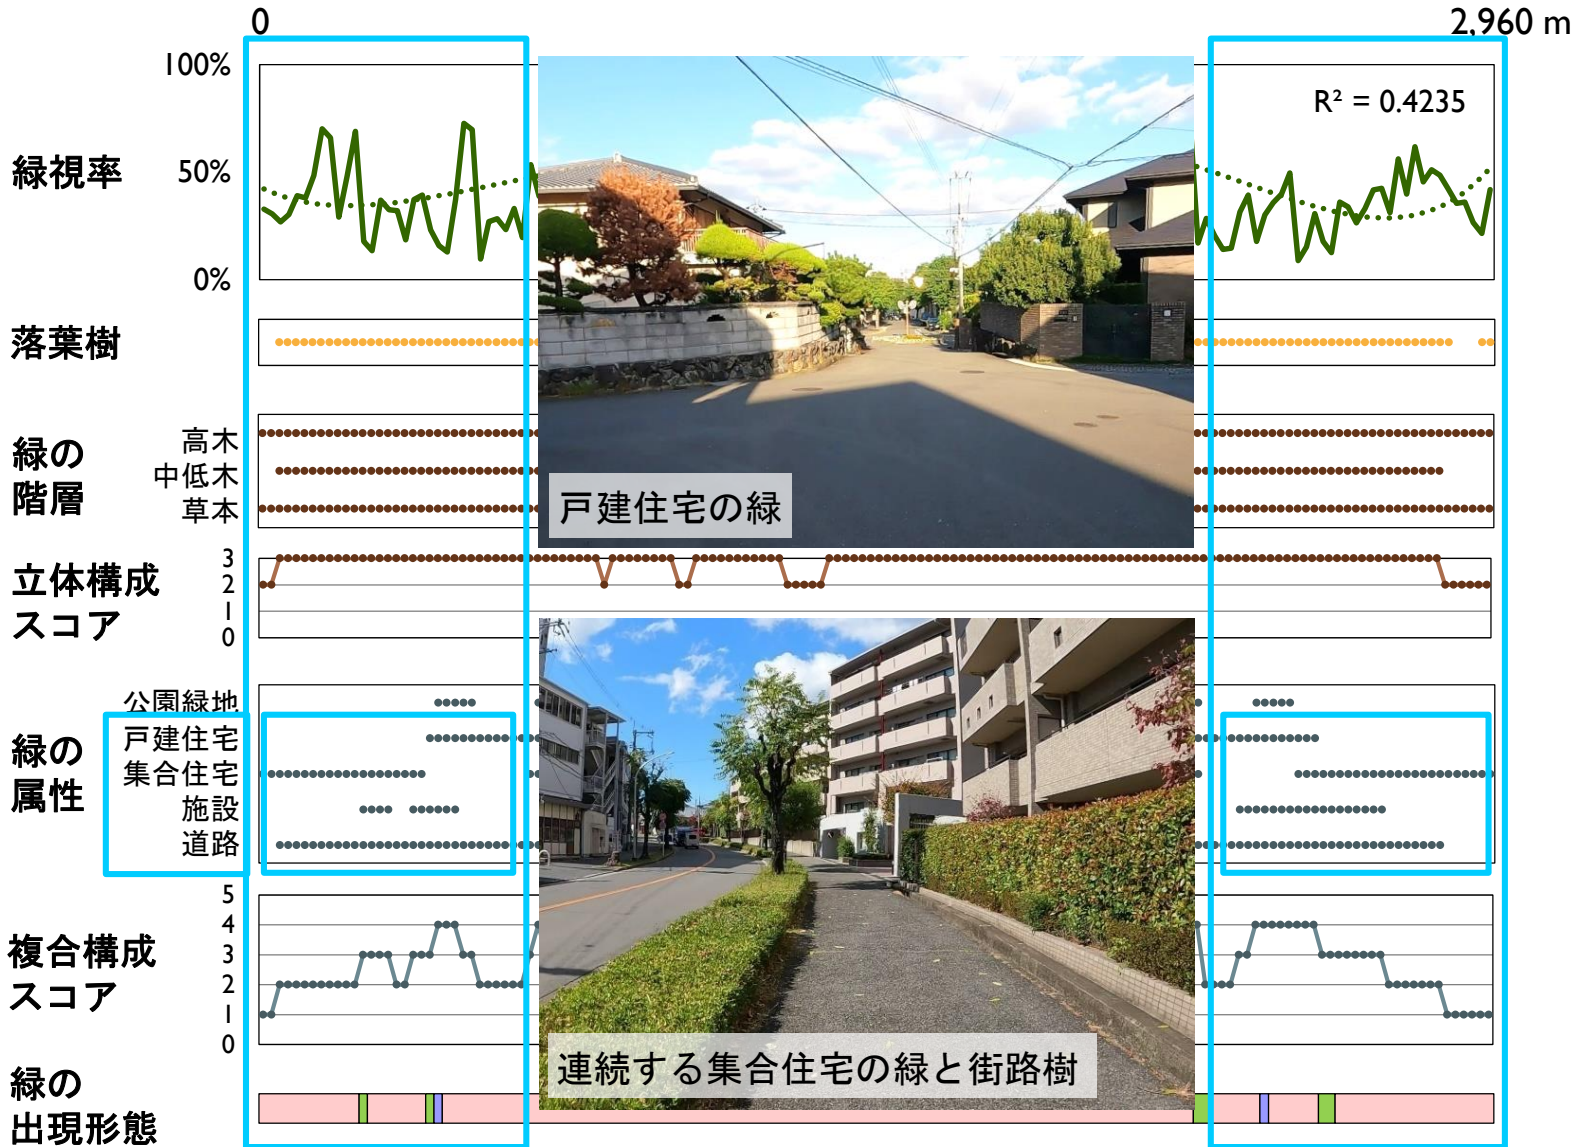 0
2,960 m
100%
緑視率
50%
0%
R² = 0.4235
落葉樹
緑の
階層
高木
中低木
草本
戸建住宅の緑
立体構成
スコア
3
2
1
0
緑の
属性
公園緑地
戸建住宅
集合住宅
施設
道路
複合構成
スコア
5
4
3
2
1
0
連続する集合住宅の緑と街路樹
緑の
出現形態